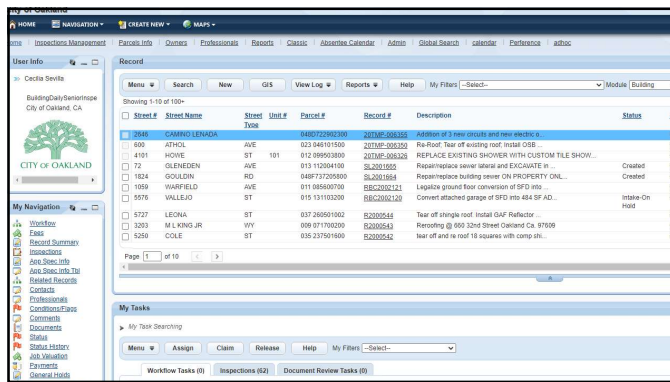 City of Oakland
HOME NAVIGATION CREATE NEW MAPS
ome Inspections Management Parcels Info Owners Professionals Reports Classic Absentee Calendar Admin Global Search calendar Perference adhoc
User Info
Cecilia Sevilla
BuildingDailySeniorInspe
City of Oakland, CA
CITY OF OAKLAND
My Navigation
Workflow
Fees
Record Summary
Inspections
App Spec Info
App Spec Info Tbl
Related Records
Contacts
Professionals
Conditions/Flags
Comments
Documents
Status
Status History
Job Valuation
Payments
General Holds
Record
Menu Search New GIS View Log Reports Help My Filters --Select-- Module Building
Showing 1-10 of 100+
Street # Street Name Street Type Unit # Parcel # Record # Description Status
2646 CAMINO LENADA 048D722902300 20TMP-006355 Addition of 3 new circuits and new electric o...
600 ATHOL AVE 023 046101500 20TMP-006350 Re-Roof; Tear off existing roof; Install OSB ...
4101 HOWE ST 101 012 099503800 20TMP-006326 REPLACE EXISTING SHOWER WITH CUSTOM TILE SHOW...
72 GLENEDEN AVE 073 112004100 SL2001665 Repair/replace sewer lateral and EXCAVATE in ... Created
1824 GOULDIN RD 048F737205800 SL2001664 Repair/replace building sewer ON PROPERTY ONL... Created
1059 WARFIELD AVE 011 085600700 RBC2002121 Legalize ground floor conversion of SFD into ...
5576 VALLEJO ST 015 131103200 RBC2002120 Convert attached garage of SFD into 484 SF AD... Intake-On Hold
5727 LEONA ST 037 260501002 R2000544 Tear off shingle roof. Install GAF Reflector ...
3203 M L KING JR WY 009 071700200 R2000543 Reroofing @ 660 32nd Street Oakland Ca. 97609
5250 COLE ST 035 237501600 R2000542 tear off and re roof 18 squares with comp shi...
Page 1 of 10
My Tasks
My Task Searching
Menu Assign Claim Release Help My Filters --Select--
Workflow Tasks (0) Inspections (62) Document Review Tasks (0)